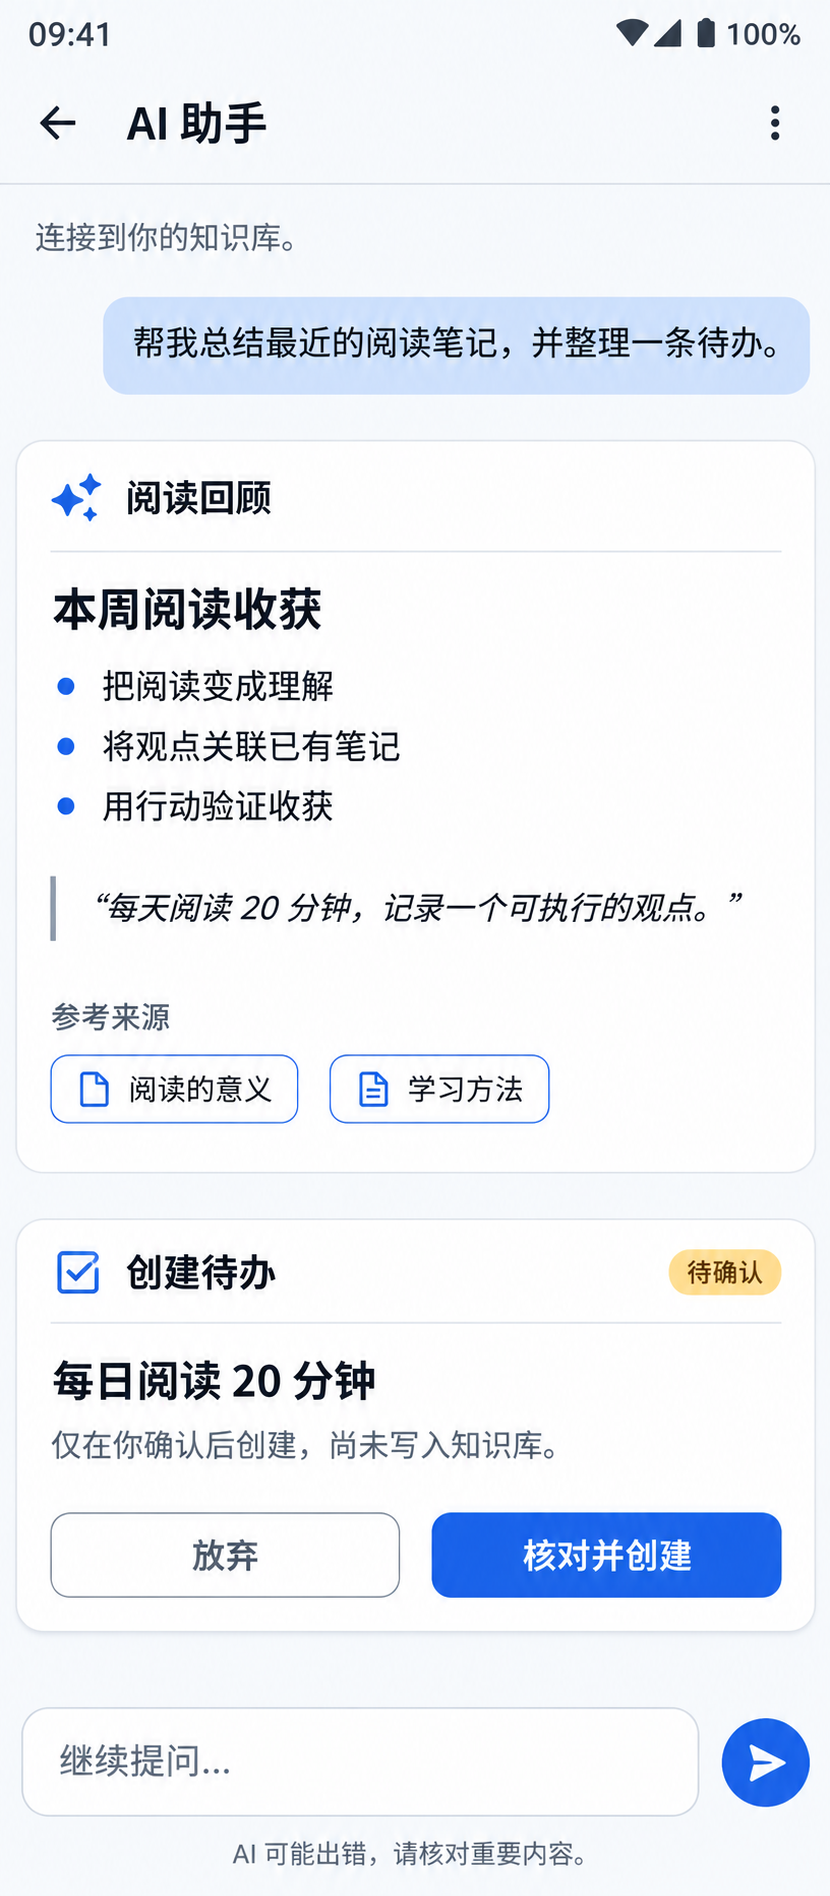 09:41 100%
AI 助手
连接到你的知识库。
帮我总结最近的阅读笔记，并整理一条待办。
阅读回顾
本周阅读收获
把阅读变成理解
将观点关联已有笔记
用行动验证收获
“每天阅读 20 分钟，记录一个可执行的观点。”
参考来源
阅读的意义 学习方法
创建待办 待确认
每日阅读 20 分钟
仅在你确认后创建，尚未写入知识库。
放弃 核对并创建
继续提问...
AI 可能出错，请核对重要内容。